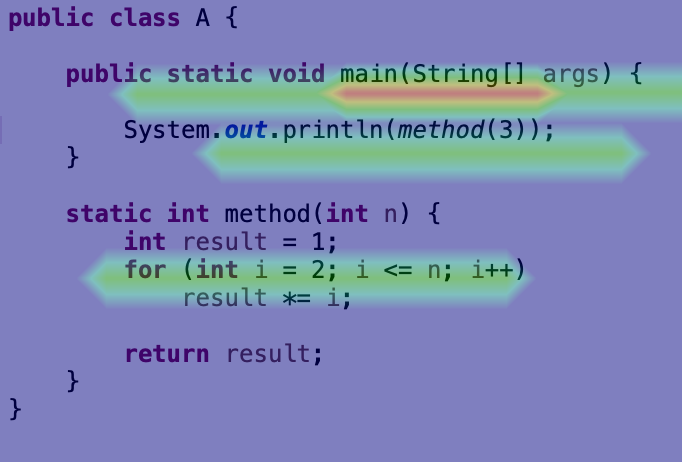 public class A {
public static void main(String[] args) {
System.out.println(method(3));
}
static int method(int n) {
int result = 1;
for (int i = 2; i <= n; i++)
result *= i;
return result;
}
}